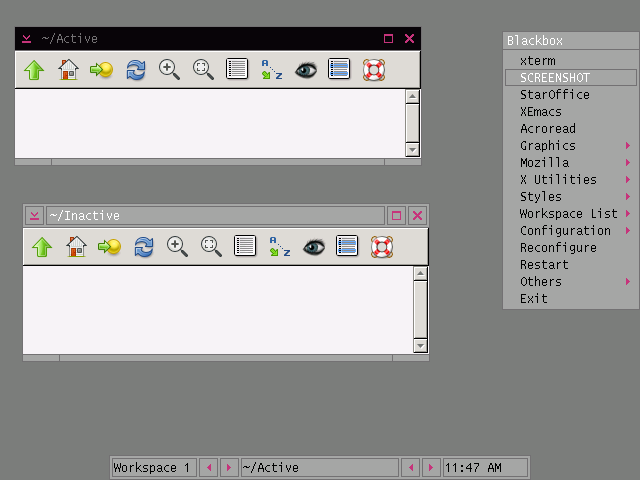 ~/Active
~/Inactive
Blackbox
xterm
SCREENSHOT
StarOffice
XEmacs
Acroread
Graphics
Mozilla
X Utilities
Styles
Workspace List
Configuration
Reconfigure
Restart
Others
Exit
Workspace 1
~/Active
11:47 AM